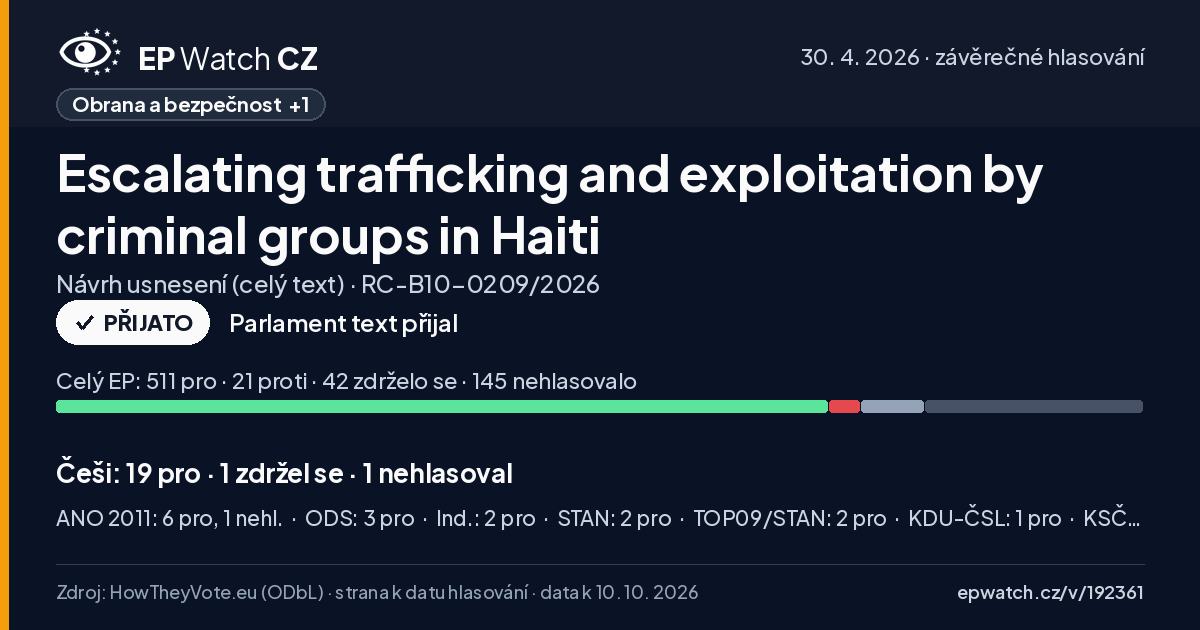 EP Watch CZ
30. 4. 2026 · závěrečné hlasování
Obrana a bezpečnost +1
Escalating trafficking and exploitation by
criminal groups in Haiti
Návrh usnesení (celý text) · RC-B10-0209/2026
✓ PŘIJATO Parlament text přijal
Celý EP: 511 pro · 21 proti · 42 zdrželo se · 145 nehlasovalo
Češi: 19 pro · 1 zdržel se · 1 nehlasoval
ANO 2011: 6 pro, 1 nehl. · ODS: 3 pro · Ind.: 2 pro · STAN: 2 pro · TOP09/STAN: 2 pro · KDU-ČSL: 1 pro · KSČ…
Zdroj: HowTheyVote.eu (ODbL) · strana k datu hlasování · data k 10. 10. 2026
epwatch.cz/v/192361